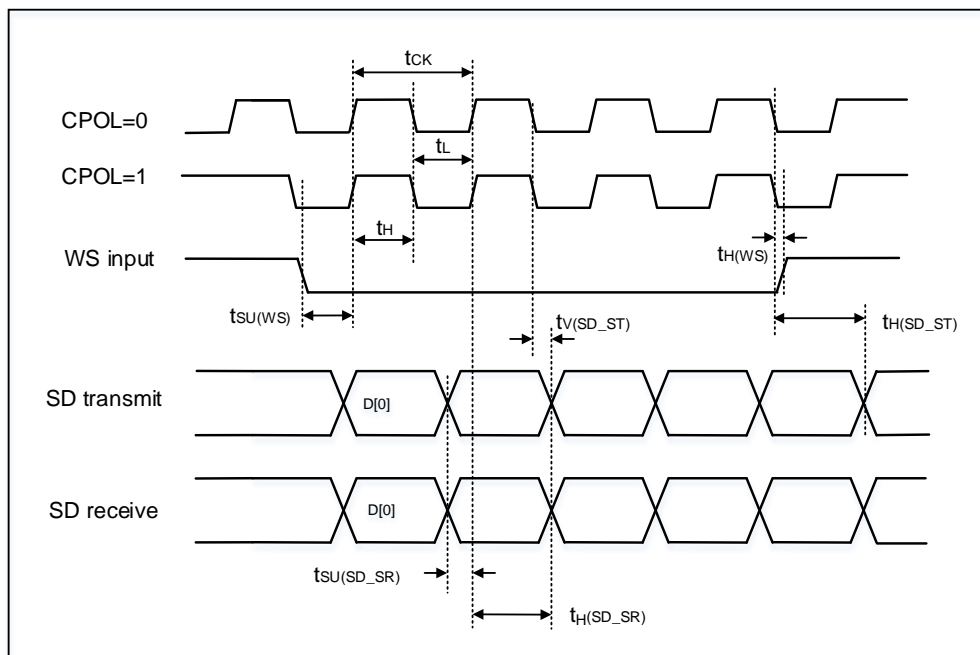 tCK
CPOL=0
tL
CPOL=1
tH
tH(WS)
WS input
tSU(WS)
tV(SD_ST)
tH(SD_ST)
SD transmit
D[0]
SD receive
D[0]
tSU(SD_SR)
tH(SD_SR)